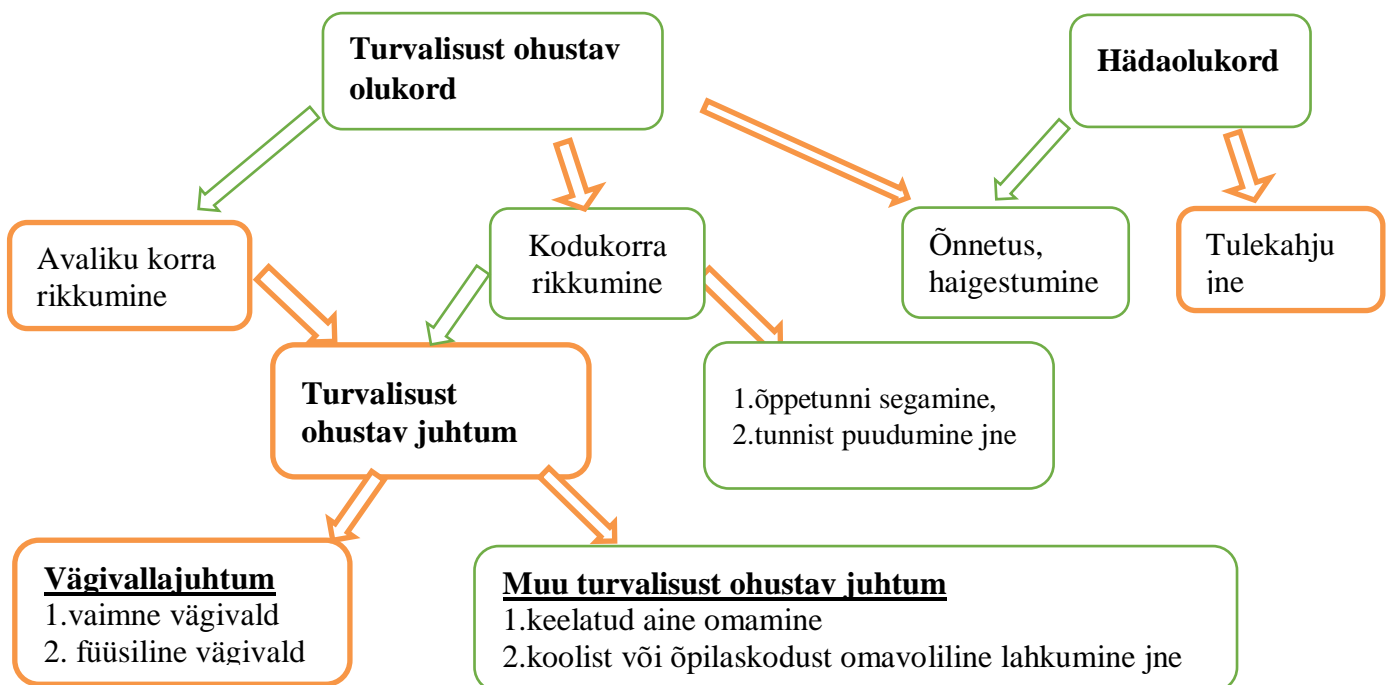 Turvalisust ohustav
olukord
Hädaolukord
Avaliku korra
rikkumine
Kodukorra
rikkumine
Õnnetus,
haigestumine
Tulekahju
jne
Turvalisust
ohustav juhtum
1.õppetunni segamine,
2.tunnist puudumine jne
Vägivallajuhtum
1.vaimne vägivald
2. füüsiline vägivald
Muu turvalisust ohustav juhtum
1.keelatud aine omamine
2.koolist või õpilaskodust omavoliline lahkumine jne